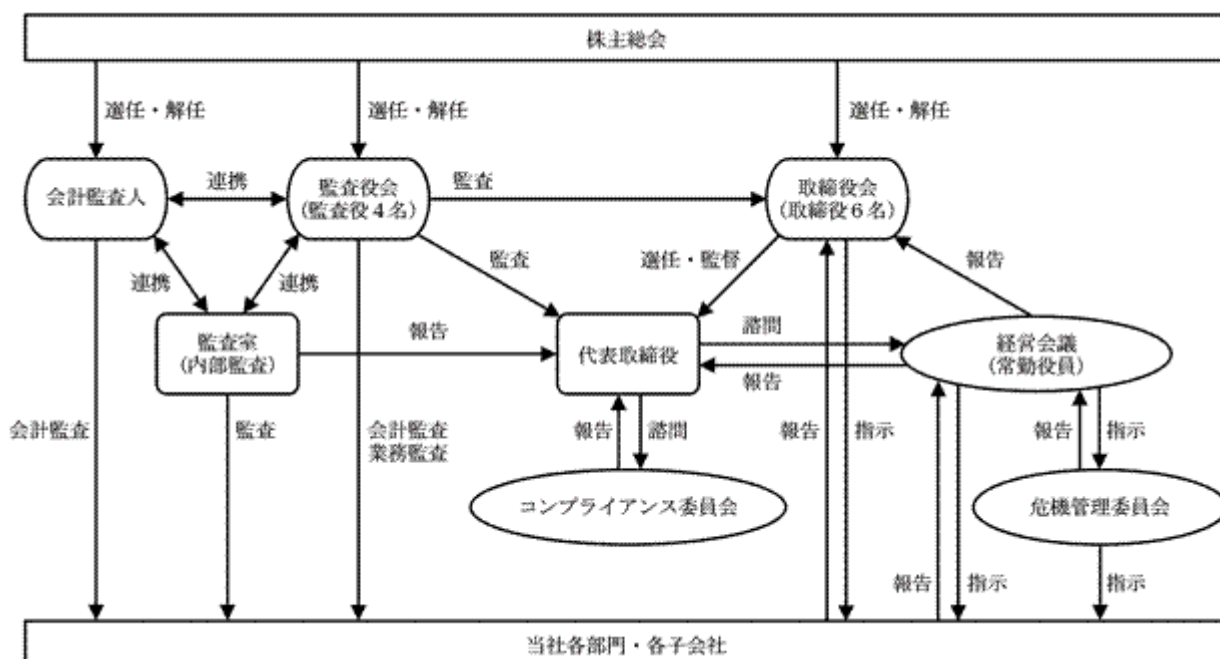 株主総会
選任・解任
選任・解任
選任・解任
会計監査人
連携
監査役会
(監査役4名)
監査
取締役会
(取締役6名)
連携
連携
監査
選任・監督
報告
監査室
(内部監査)
報告
代表取締役
諮問
報告
経営会議
(常勤役員)
会計監査
監査
会計監査
業務監査
報告
諮問
報告
指示
報告
指示
コンプライアンス委員会
危機管理委員会
報告
指示
指示
当社各部門・各子会社